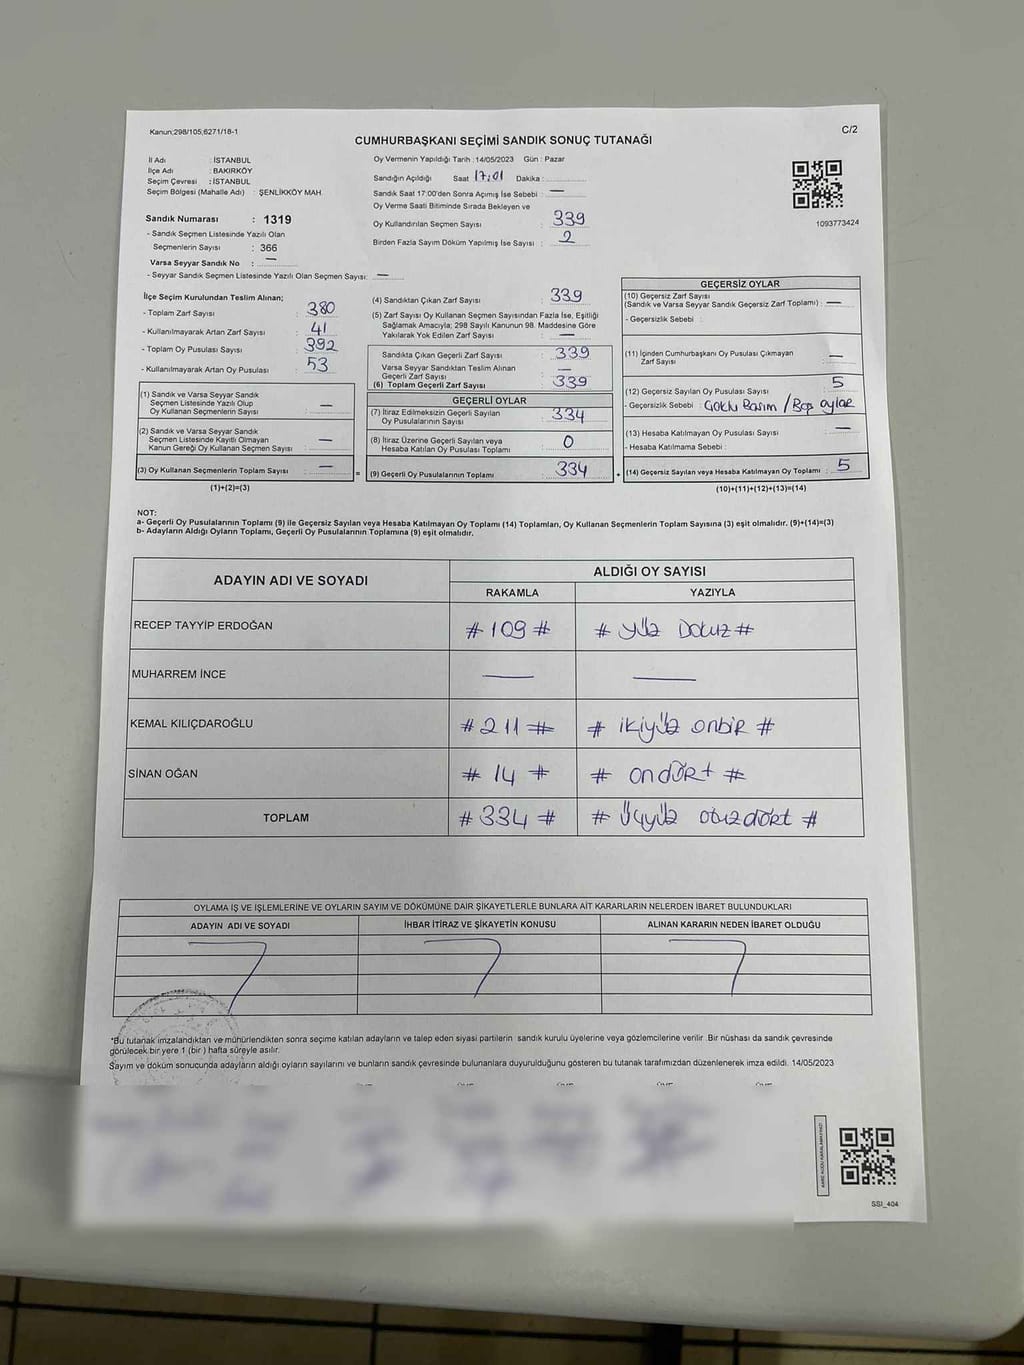 Kanun;298/105;6271/18-1
C/2
CUMHURBAŞKANI SEÇİMİ SANDIK SONUÇ TUTANAĞI
İl Adı : İSTANBUL
İlçe Adı : BAKIRKÖY
Seçim Çevresi : İSTANBUL
Seçim Bölgesi (Mahalle Adı) : ŞENLİKKÖY MAH.
Sandık Numarası : 1319
- Sandık Seçmen Listesinde Yazılı Olan
Seçmenlerin Sayısı : 366
Varsa Seyyar Sandık No : —
- Seyyar Sandık Seçmen Listesinde Yazılı Olan Seçmen Sayısı: —
Oy Vermenin Yapıldığı Tarih : 14/05/2023 Gün : Pazar
Sandığın Açıldığı Saat 17:01 Dakika :
Sandık Saat 17:00'den Sonra Açımış İse Sebebi : —
Oy Verme Saati Bitiminde Sırada Bekleyen ve
Oy Kullandırılan Seçmen Sayısı : 339
Birden Fazla Sayım Döküm Yapılmış İse Sayısı : 2
1093773424
İlçe Seçim Kurulundan Teslim Alınan;
- Toplam Zarf Sayısı : 380
- Kullanılmayarak Artan Zarf Sayısı : 41
- Toplam Oy Pusulası Sayısı : 392
- Kullanılmayarak Artan Oy Pusulası : 53
(4) Sandıktan Çıkan Zarf Sayısı : 339
(5) Zarf Sayısı Oy Kullanan Seçmen Sayısından Fazla İse, Eşitliği
Sağlamak Amacıyla; 298 Sayılı Kanunun 98. Maddesine Göre
Yakılarak Yok Edilen Zarf Sayısı : —
Sandıkta Çıkan Geçerli Zarf Sayısı : 339
Varsa Seyyar Sandıktan Teslim Alınan
Geçerli Zarf Sayısı : —
(6) Toplam Geçerli Zarf Sayısı : 339
GEÇERSİZ OYLAR
(10) Geçersiz Zarf Sayısı
(Sandık ve Varsa Seyyar Sandık Geçersiz Zarf Toplamı) : —
- Geçersizlik Sebebi :
(11) İçinden Cumhurbaşkanı Oy Pusulası Çıkmayan
Zarf Sayısı : —
(12) Geçersiz Sayılan Oy Pusulası Sayısı : 5
- Geçersizlik Sebebi : Çoklu Basım / Boş oylar
(13) Hesaba Katılmayan Oy Pusulası Sayısı : —
- Hesaba Katılmama Sebebi :
(14) Geçersiz Sayılan veya Hesaba Katılmayan Oy Toplamı : 5
(10)+(11)+(12)+(13)=(14)
(1) Sandık ve Varsa Seyyar Sandık
Seçmen Listesinde Yazılı Olup
Oy Kullanan Seçmenlerin Sayısı : —
(2) Sandık ve Varsa Seyyar Sandık
Seçmen Listesinde Kayıtlı Olmayan
Kanun Gereği Oy Kullanan Seçmen Sayısı : —
(3) Oy Kullanan Seçmenlerin Toplam Sayısı : —
(1)+(2)=(3)
=
GEÇERLİ OYLAR
(7) İtiraz Edilmeksizin Geçerli Sayılan
Oy Pusulalarının Sayısı : 334
(8) İtiraz Üzerine Geçerli Sayılan veya
Hesaba Katılan Oy Pusulası Toplamı : 0
(9) Geçerli Oy Pusulalarının Toplamı : 334
+
NOT:
a- Geçerli Oy Pusulalarının Toplamı (9) ile Geçersiz Sayılan veya Hesaba Katılmayan Oy Toplamı (14) Toplamları, Oy Kullanan Seçmenlerin Toplam Sayısına (3) eşit olmalıdır. (9)+(14)=(3)
b- Adayların Aldığı Oyların Toplamı, Geçerli Oy Pusulalarının Toplamına (9) eşit olmalıdır.
ADAYIN ADI VE SOYADI
ALDIĞI OY SAYISI
RAKAMLA YAZIYLA
RECEP TAYYİP ERDOĞAN # 109 # # yüz Dokuz #
MUHARREM İNCE — —
KEMAL KILIÇDAROĞLU # 211 # # ikiyüz onbir #
SİNAN OĞAN # 14 # # ondört #
TOPLAM # 334 # # Üçyüz otuzdört #
OYLAMA İŞ VE İŞLEMLERİNE VE OYLARIN SAYIM VE DÖKÜMÜNE DAİR ŞİKAYETLERLE BUNLARA AİT KARARLARIN NELERDEN İBARET BULUNDUKLARI
ADAYIN ADI VE SOYADI İHBAR İTİRAZ VE ŞİKAYETİN KONUSU ALINAN KARARIN NEDEN İBARET OLDUĞU
*Bu tutanak imzalandıktan ve mühürlendikten sonra seçime katılan adayların ve talep eden siyasi partilerin sandık kurulu üyelerine veya gözlemcilerine verilir .Bir nüshası da sandık çevresinde
görülecek bir yere 1 (bir ) hafta süreyle asılır.
Sayım ve döküm sonucunda adayların aldığı oyların sayılarını ve bunların sandık çevresinde bulunanlara duyurulduğunu gösteren bu tutanak tarafımızdan düzenlenerek imza edildi. 14/05/2023
SSI_404